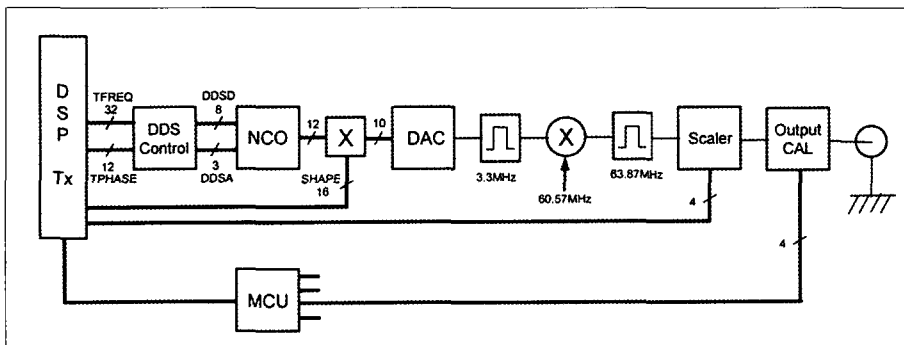 D
S
P
Tx
TFREQ
32
12
TPHASE
DDS
Control
DDSD
8
3
DDSA
NCO
12
X
SHAPE
16
10
DAC
3.3MHz
X
60.57MHz
63.87MHz
Scaler
4
Output
CAL
4
MCU